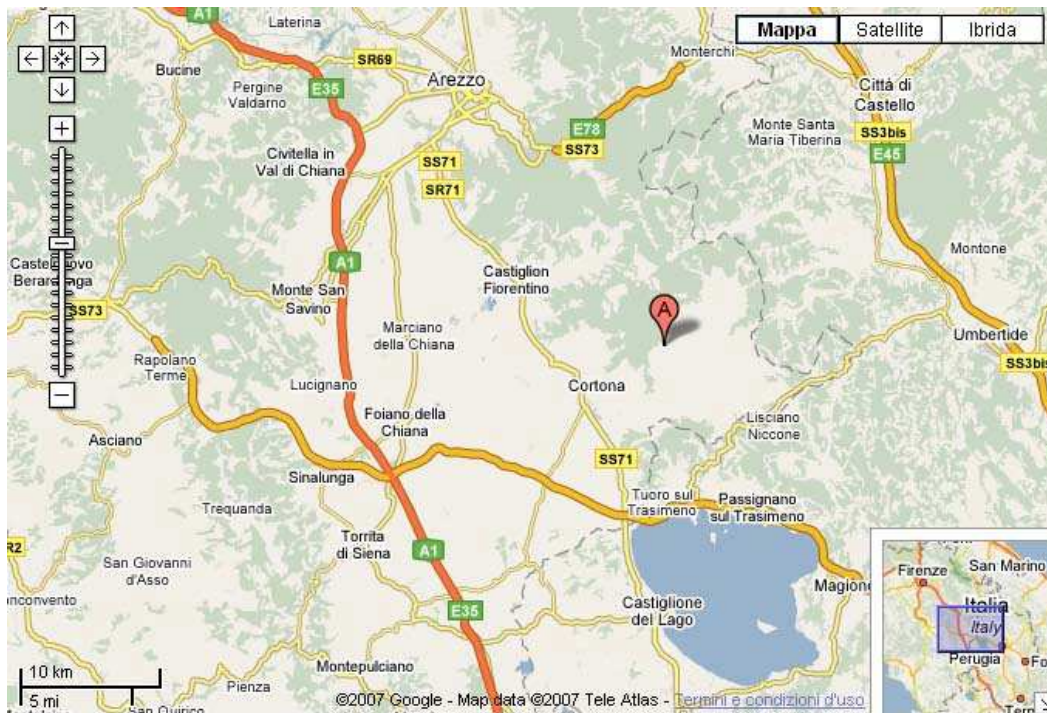 A1
Laterina
Mappa
Satellite
Ibrida
Monterchi
SR69
Arezzo
Bucine
Pergine
Valdarno
E35
Città di
Castello
E78
SS73
Monte Santa
Maria Tiberina
SS3bis
E45
Civitella in
Val di Chiana
SS71
SR71
Montone
A1
Castiglion
Fiorentino
Monte San
Savino
SS73
A
Marciano
della Chiana
Umbertide
Rapolano
Terme
SS3bis
Lucignano
Cortona
Foiano della
Chiana
Lisciano
Niccone
Asciano
SS71
Sinalunga
Tuoro sul
Trasimeno
Passignano
sul Trasimeno
Trequanda
Torrita
di Siena
A1
R2
San Giovanni
d'Asso
Firenze
San Marino
Magione
nconvento
E35
Castiglione
del Lago
Italia
Italy
Perugia
Montepulciano
10 km
5 mi
Pienza
©2007 Google - Map data ©2007 Tele Atlas - Termini e condizioni d'uso
San Quirico